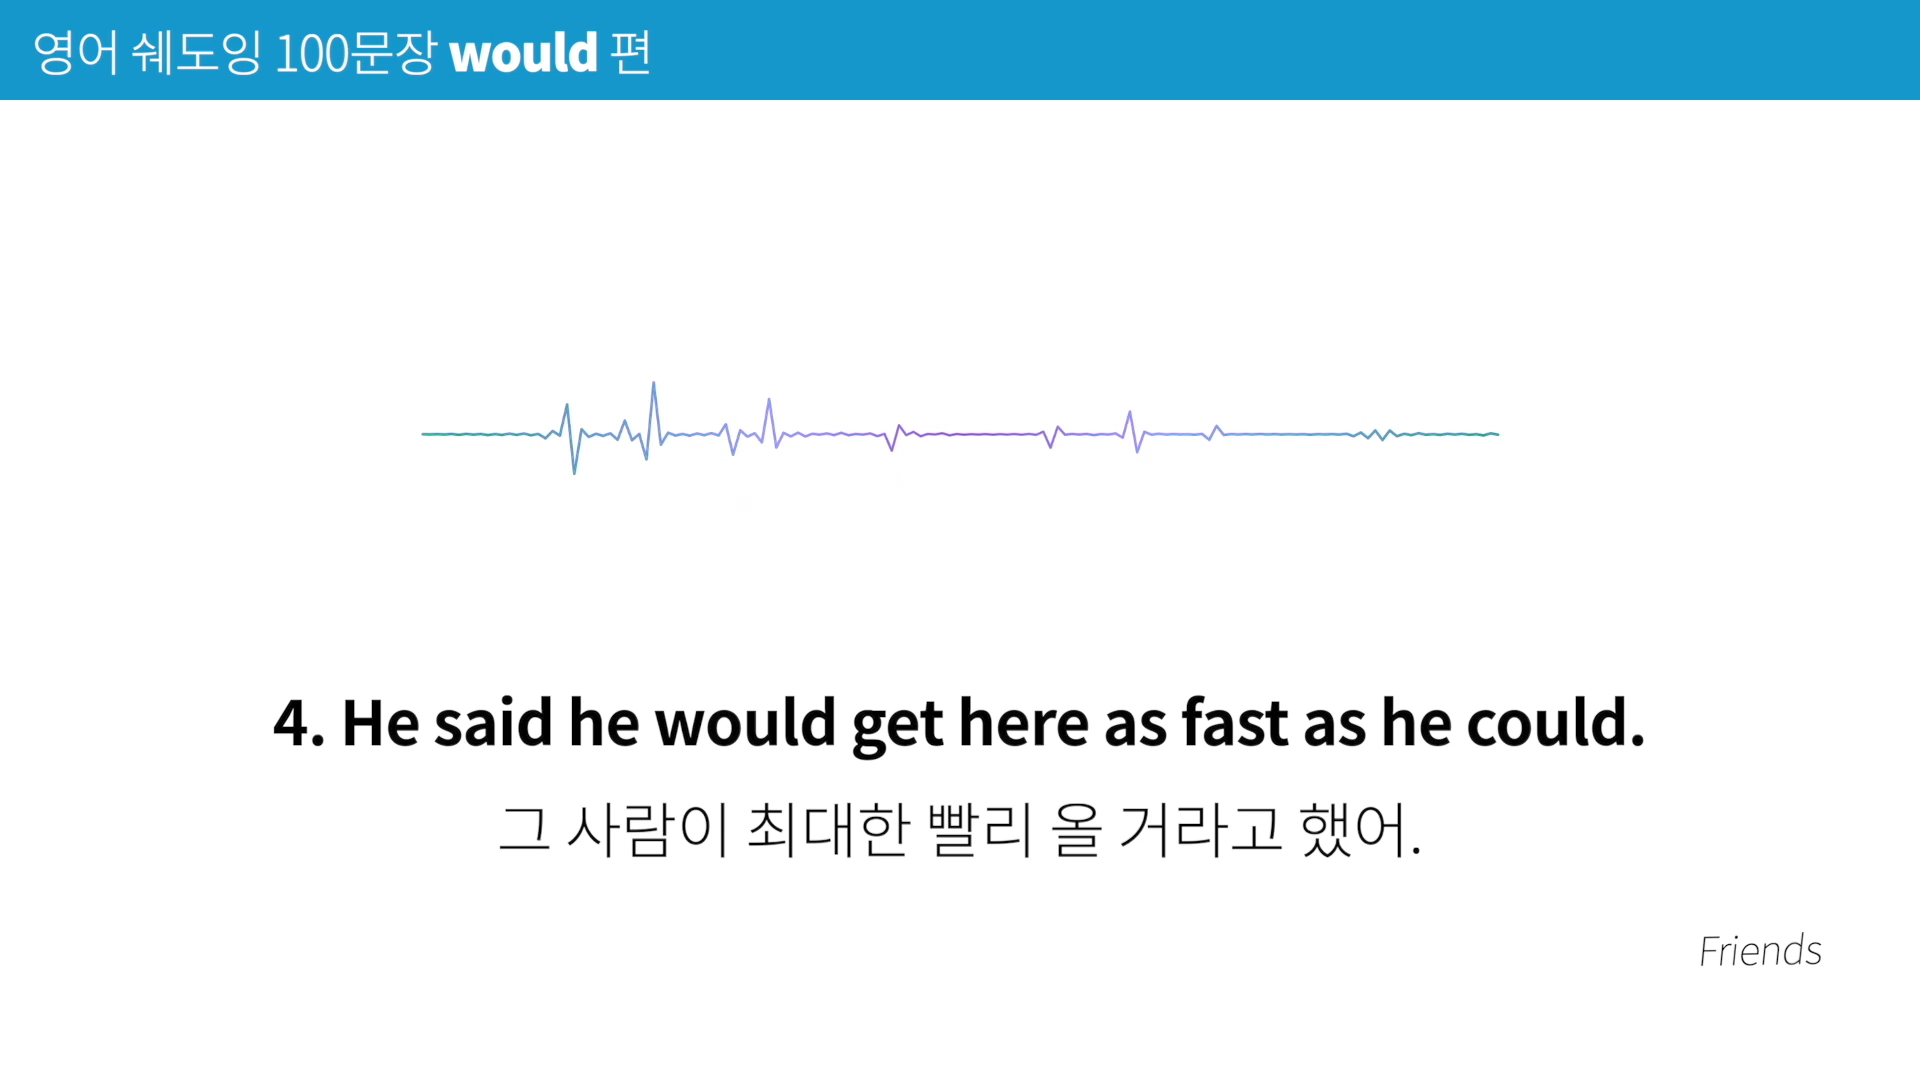 영어 쉐도잉 100문장 would 편
4. He said he would get here as fast as he could.
그 사람이 최대한 빨리 올 거라고 했어.
Friends